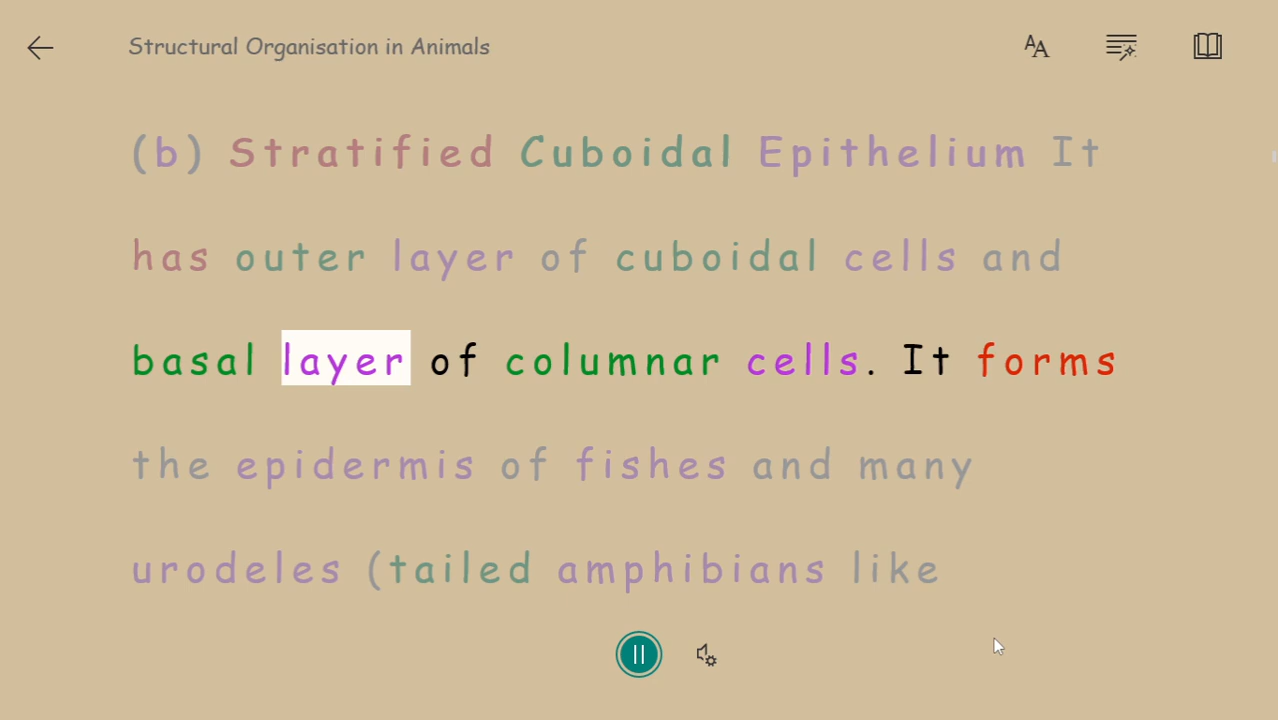 Structural Organisation in Animals
(b) Stratified Cuboidal Epithelium It
has outer layer of cuboidal cells and
basal layer of columnar cells. It forms
the epidermis of fishes and many
urodeles (tailed amphibians like